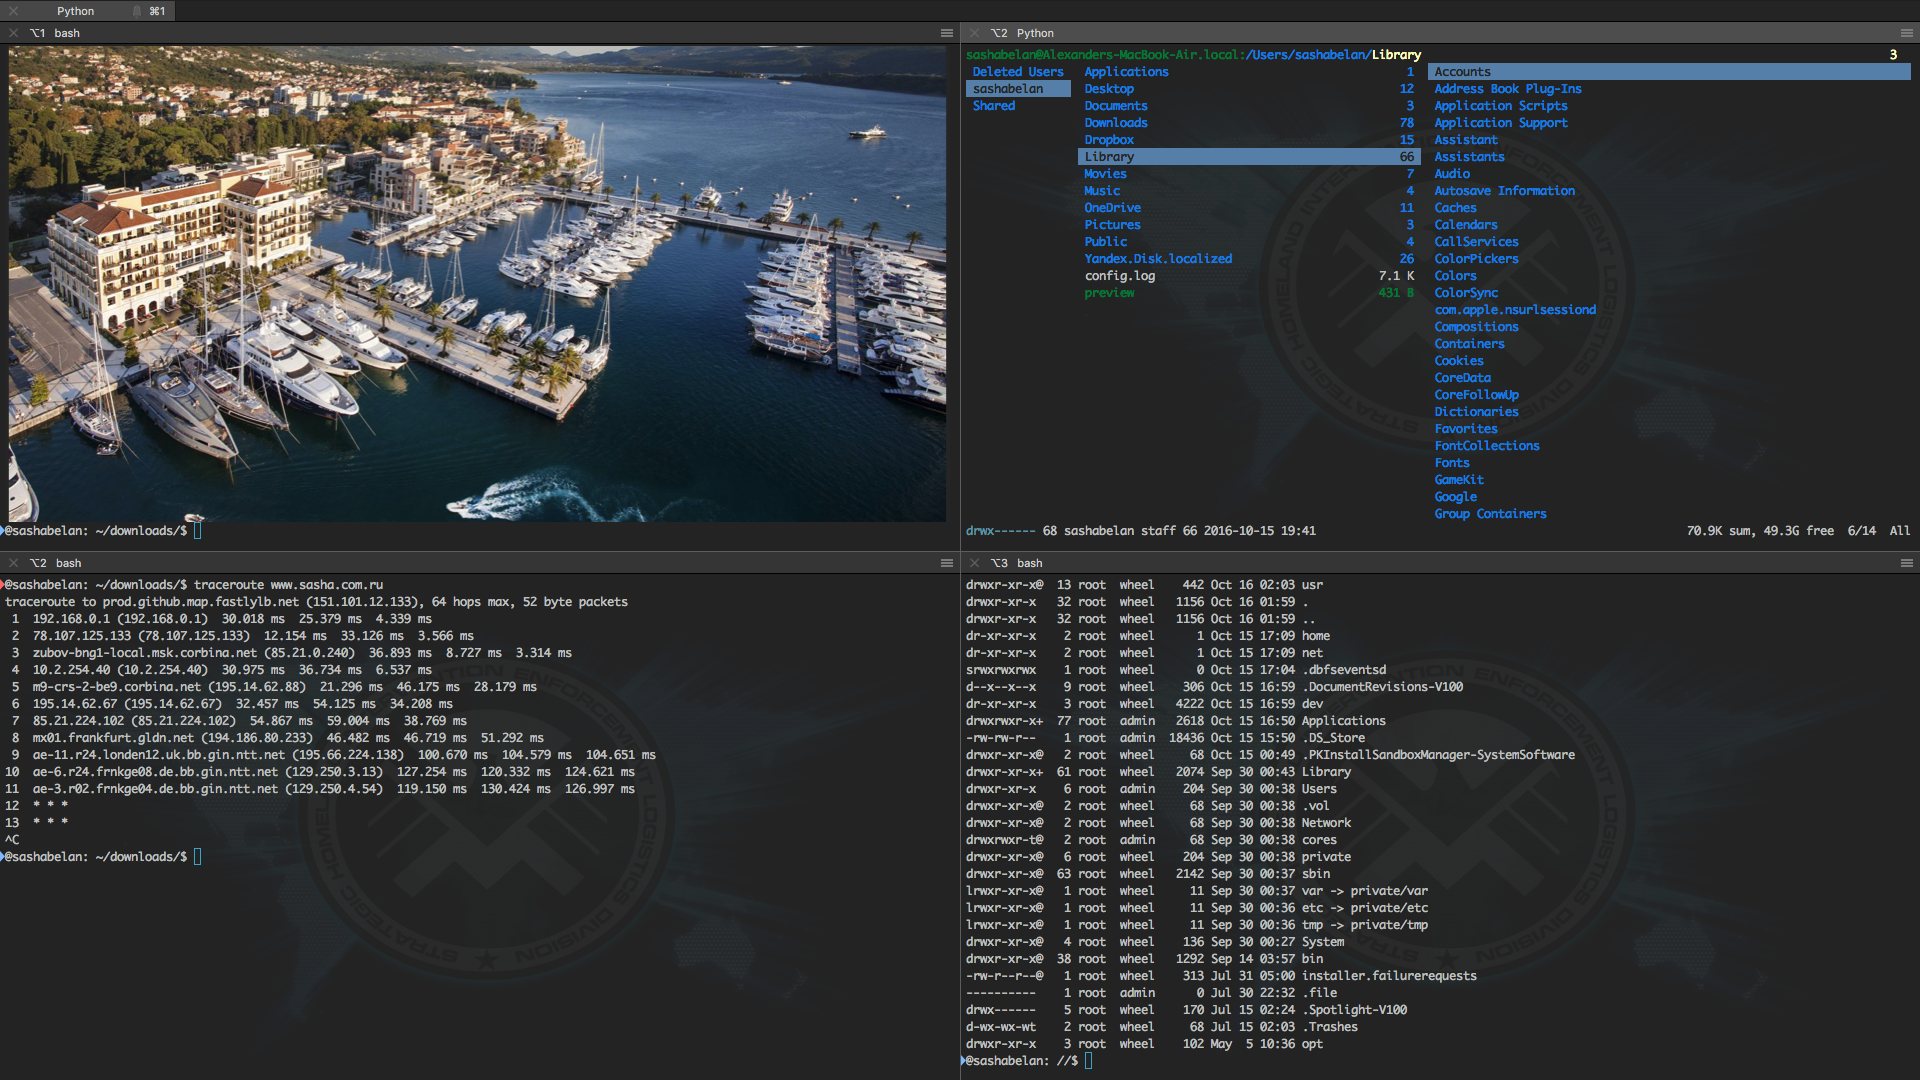 Python ⌘1
⌥1 bash
@sashabelan: ~/downloads/$
⌥2 Python
sashabelan@Alexanders-MacBook-Air.local:/Users/sashabelan/Library 3
Deleted Users
sashabelan
Shared
Applications 1
Desktop 12
Documents 3
Downloads 78
Dropbox 15
Library 66
Movies 7
Music 4
OneDrive 11
Pictures 3
Public 4
Yandex.Disk.localized 26
config.log 7.1 K
preview 431 B
Accounts
Address Book Plug-Ins
Application Scripts
Application Support
Assistant
Assistants
Audio
Autosave Information
Caches
Calendars
CallServices
ColorPickers
Colors
ColorSync
com.apple.nsurlsessiond
Compositions
Containers
Cookies
CoreData
CoreFollowUp
Dictionaries
Favorites
FontCollections
Fonts
GameKit
Google
Group Containers
drwx------ 68 sashabelan staff 66 2016-10-15 19:41 70.9K sum, 49.3G free 6/14 All
⌥2 bash
@sashabelan: ~/downloads/$ traceroute www.sasha.com.ru
traceroute to prod.github.map.fastlylb.net (151.101.12.133), 64 hops max, 52 byte packets
1 192.168.0.1 (192.168.0.1) 30.018 ms 25.379 ms 4.339 ms
2 78.107.125.133 (78.107.125.133) 12.154 ms 33.126 ms 3.566 ms
3 zubov-bng1-local.msk.corbina.net (85.21.0.240) 36.893 ms 8.727 ms 3.314 ms
4 10.2.254.40 (10.2.254.40) 30.975 ms 36.734 ms 6.537 ms
5 m9-crs-2-be9.corbina.net (195.14.62.88) 21.296 ms 46.175 ms 28.179 ms
6 195.14.62.67 (195.14.62.67) 32.457 ms 54.125 ms 34.208 ms
7 85.21.224.102 (85.21.224.102) 54.867 ms 59.004 ms 38.769 ms
8 mx01.frankfurt.gldn.net (194.186.80.233) 46.482 ms 46.719 ms 51.292 ms
9 ae-11.r24.londen12.uk.bb.gin.ntt.net (195.66.224.138) 100.670 ms 104.579 ms 104.651 ms
10 ae-6.r24.frnkge08.de.bb.gin.ntt.net (129.250.3.13) 127.254 ms 120.332 ms 124.621 ms
11 ae-3.r02.frnkge04.de.bb.gin.ntt.net (129.250.4.54) 119.150 ms 130.424 ms 126.997 ms
12 * * *
13 * * *
^C
@sashabelan: ~/downloads/$
STRATEGIC HOMELAND INTERVENTION ENFORCEMENT LOGISTICS DIVISION
⌥3 bash
drwxr-xr-x@ 13 root wheel 442 Oct 16 02:03 usr
drwxr-xr-x 32 root wheel 1156 Oct 16 01:59 .
drwxr-xr-x 32 root wheel 1156 Oct 16 01:59 ..
dr-xr-xr-x 2 root wheel 1 Oct 15 17:09 home
dr-xr-xr-x 2 root wheel 1 Oct 15 17:09 net
srwxrwxrwx 1 root wheel 0 Oct 15 17:04 .dbfseventsd
d--x--x--x 9 root wheel 306 Oct 15 16:59 .DocumentRevisions-V100
dr-xr-xr-x 3 root wheel 4222 Oct 15 16:59 dev
drwxrwxr-x+ 77 root admin 2618 Oct 15 16:50 Applications
-rw-rw-r-- 1 root admin 18436 Oct 15 15:50 .DS_Store
drwxr-xr-x@ 2 root wheel 68 Oct 15 00:49 .PKInstallSandboxManager-SystemSoftware
drwxr-xr-x+ 61 root wheel 2074 Sep 30 00:43 Library
drwxr-xr-x 6 root admin 204 Sep 30 00:38 Users
drwxr-xr-x@ 2 root wheel 68 Sep 30 00:38 .vol
drwxr-xr-x@ 2 root wheel 68 Sep 30 00:38 Network
drwxrwxr-t@ 2 root admin 68 Sep 30 00:38 cores
drwxr-xr-x@ 6 root wheel 204 Sep 30 00:38 private
drwxr-xr-x@ 63 root wheel 2142 Sep 30 00:37 sbin
lrwxr-xr-x@ 1 root wheel 11 Sep 30 00:37 var -> private/var
lrwxr-xr-x@ 1 root wheel 11 Sep 30 00:36 etc -> private/etc
lrwxr-xr-x@ 1 root wheel 11 Sep 30 00:36 tmp -> private/tmp
drwxr-xr-x@ 4 root wheel 136 Sep 30 00:27 System
drwxr-xr-x@ 38 root wheel 1292 Sep 14 03:57 bin
-rw-r--r--@ 1 root wheel 313 Jul 31 05:00 installer.failurerequests
---------- 1 root admin 0 Jul 30 22:32 .file
drwx------ 5 root wheel 170 Jul 15 02:24 .Spotlight-V100
d-wx-wx-wt 2 root wheel 68 Jul 15 02:03 .Trashes
drwxr-xr-x 3 root wheel 102 May 5 10:36 opt
@sashabelan: //$